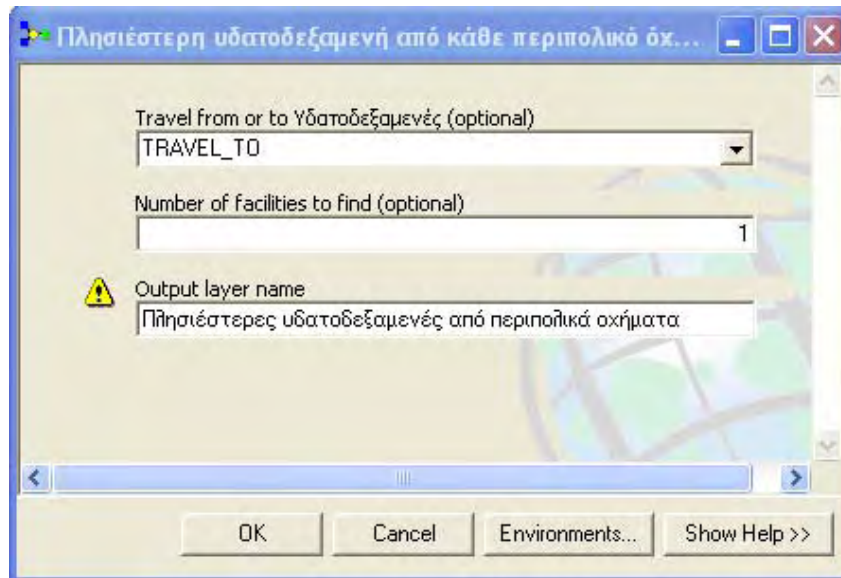 Πλησιέστερη υδατοδεξαμενή από κάθε περιπολικό όχ...
Travel from or to Υδατοδεξαμενές (optional)
TRAVEL_TO
Number of facilities to find (optional)
1
Output layer name
Πλησιέστερες υδατοδεξαμενές από περιπολικά οχήματα
OK
Cancel
Environments...
Show Help >>